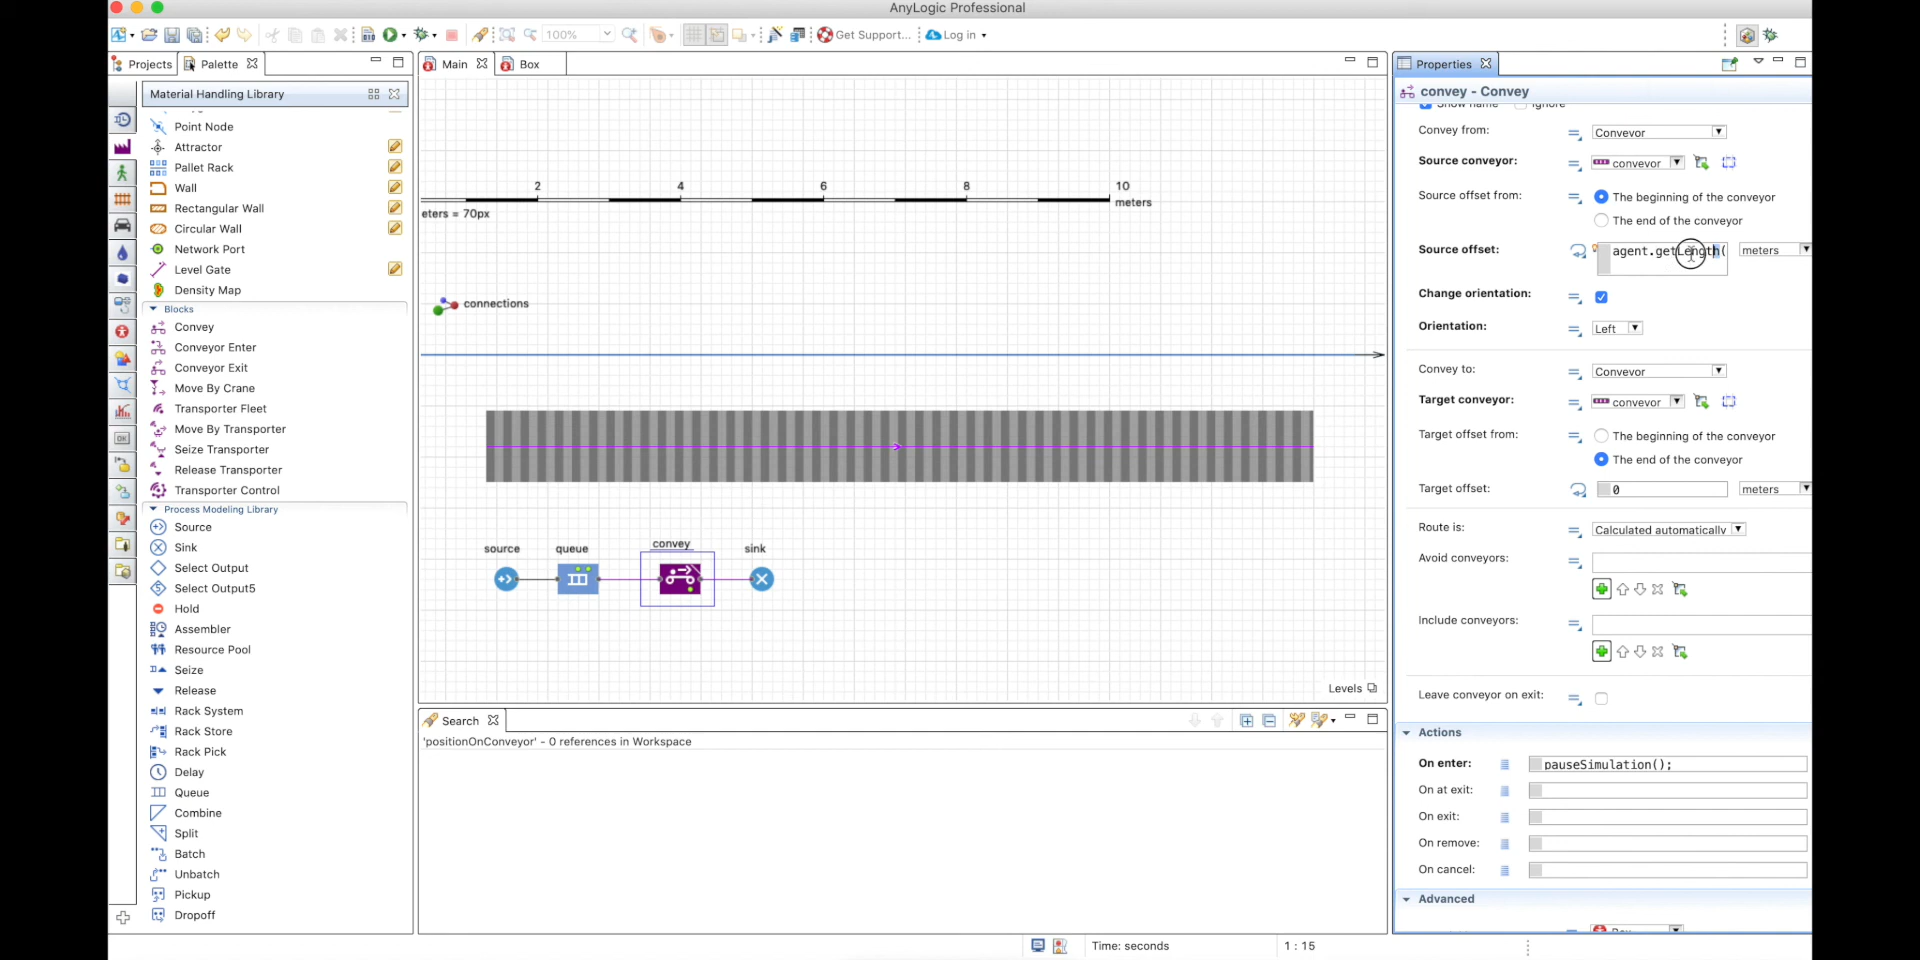 AnyLogic Professional
100%
Get Support...
Log in
Projects
Palette
Main
Box
Properties
Material Handling Library
convey - Convey
Show name
Ignore
Point Node
Attractor
Pallet Rack
Wall
Rectangular Wall
Circular Wall
Network Port
Level Gate
Density Map
Blocks
Convey
Conveyor Enter
Conveyor Exit
Move By Crane
Transporter Fleet
Move By Transporter
Seize Transporter
Release Transporter
Transporter Control
Process Modeling Library
Source
Sink
Select Output
Select Output5
Hold
Assembler
Resource Pool
Seize
Release
Rack System
Rack Store
Rack Pick
Delay
Queue
Combine
Split
Batch
Unbatch
Pickup
Dropoff
2 4 6 8 10
meters
eters = 70px
connections
source
queue
convey
sink
Levels
Search
'positionOnConveyor' - 0 references in Workspace
Convey from:
Conveyor
Source conveyor:
conveyor
Source offset from:
The beginning of the conveyor
The end of the conveyor
Source offset:
agent.getLength(
meters
Change orientation:
Orientation:
Left
Convey to:
Conveyor
Target conveyor:
conveyor
Target offset from:
The beginning of the conveyor
The end of the conveyor
Target offset:
0
meters
Route is:
Calculated automatically
Avoid conveyors:
Include conveyors:
Leave conveyor on exit:
Actions
On enter:
pauseSimulation();
On at exit:
On exit:
On remove:
On cancel:
Advanced
Time: seconds
1 : 15